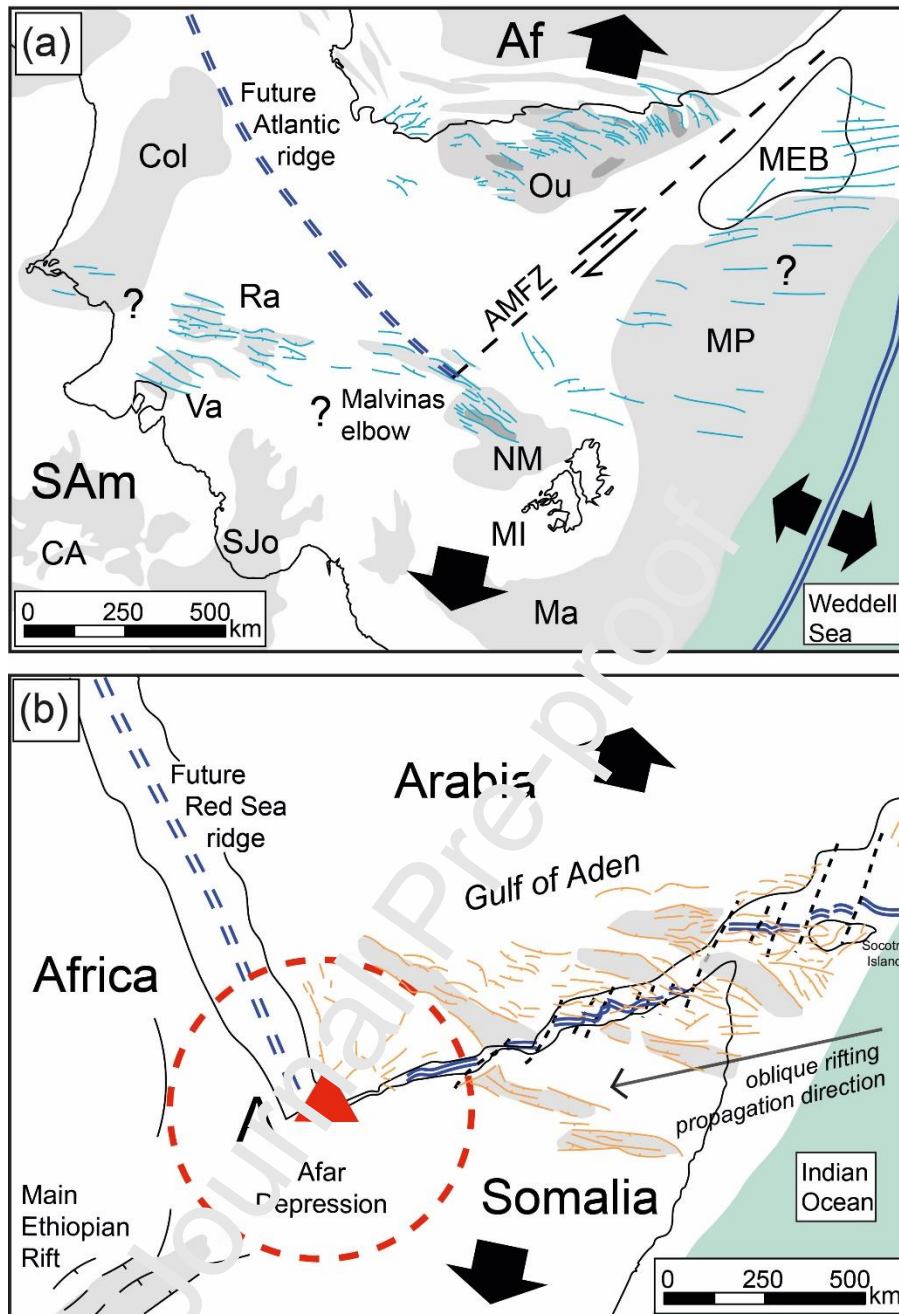 (a)
Af
Future
Atlantic
ridge
Col
MEB
Ou
?
AMFZ
Ra
?
MP
Va
?
Malvinas
elbow
NM
SAm
MI
CA
SJo
Ma
0 250 500
km
Weddell
Sea
(b)
Future
Red Sea
ridge
Arabia
Gulf of Aden
Africa
Socotra
Island
oblique rifting
propagation direction
Afar
Depression
Somalia
Main
Ethiopian
Rift
Indian
Ocean
0 250 500
km
Journal Pre-proof